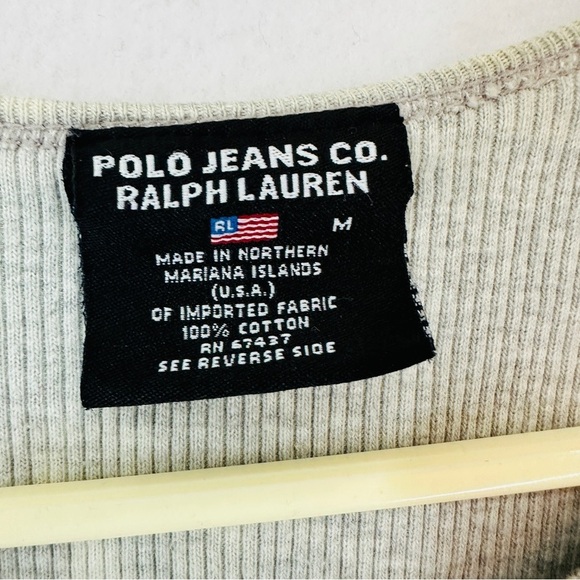 POLO JEANS CO.
RALPH LAUREN
RL M
MADE IN NORTHERN
MARIANA ISLANDS
(U.S.A.)
OF IMPORTED FABRIC
100% COTTON
RN 67437
SEE REVERSE SIDE